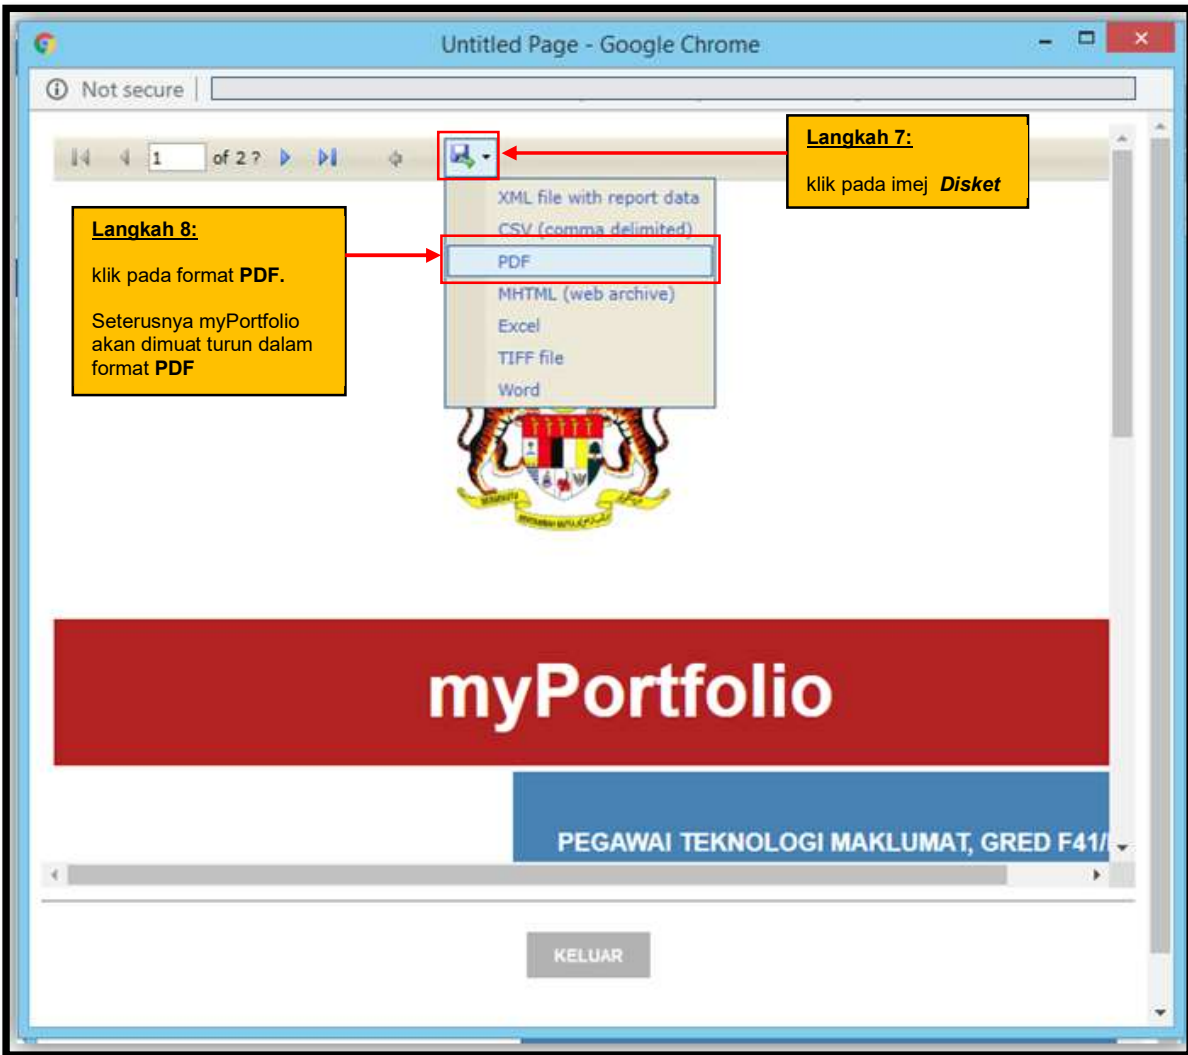 Untitled Page - Google Chrome
Not secure
1 of 2 ?
Langkah 7:
klik pada imej Disket
XML file with report data
CSV (comma delimited)
PDF
MHTML (web archive)
Excel
TIFF file
Word
Langkah 8:
klik pada format PDF.
Seterusnya myPortfolio
akan dimuat turun dalam
format PDF
myPortfolio
PEGAWAI TEKNOLOGI MAKLUMAT, GRED F41/
KELUAR